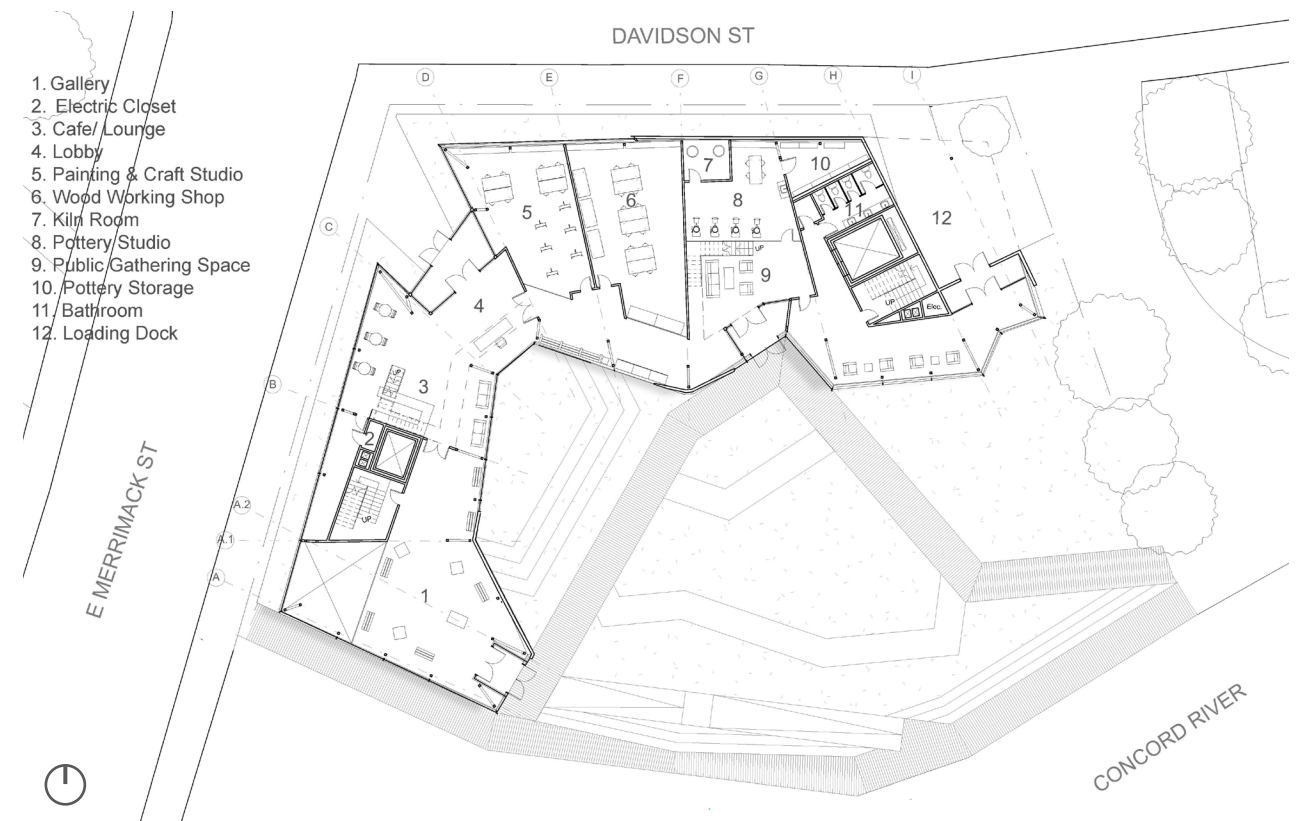 DAVIDSON ST
1. Gallery
2. Electric Closet
3. Cafe/ Lounge
4. Lobby
5. Painting & Craft Studio
6. Wood Working Shop
7. Kiln Room
8. Pottery Studio
9. Public Gathering Space
10. Pottery Storage
11. Bathroom
12. Loading Dock
D
E
F
G
H
I
C
B
A.2
A.1
A
7
10
5
6
8
11
12
UP
9
4
UP
Elec.
UP
3
2
UP
1
E MERRIMACK ST
CONCORD RIVER